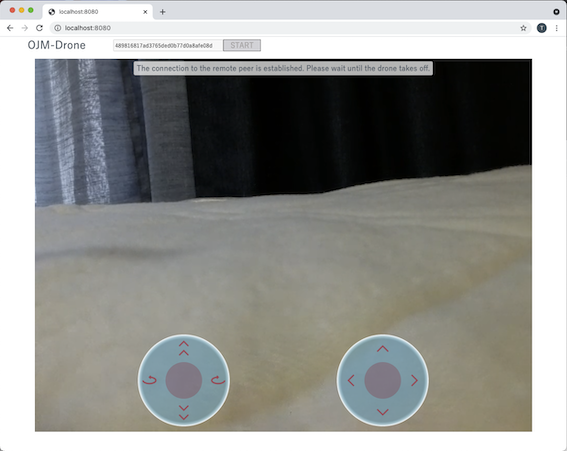 localhost:8080
localhost:8080
T
OJM-Drone
489816817ad3765ded0b77d0a8afe08d START
The connection to the remote peer is established. Please wait until the drone takes off.